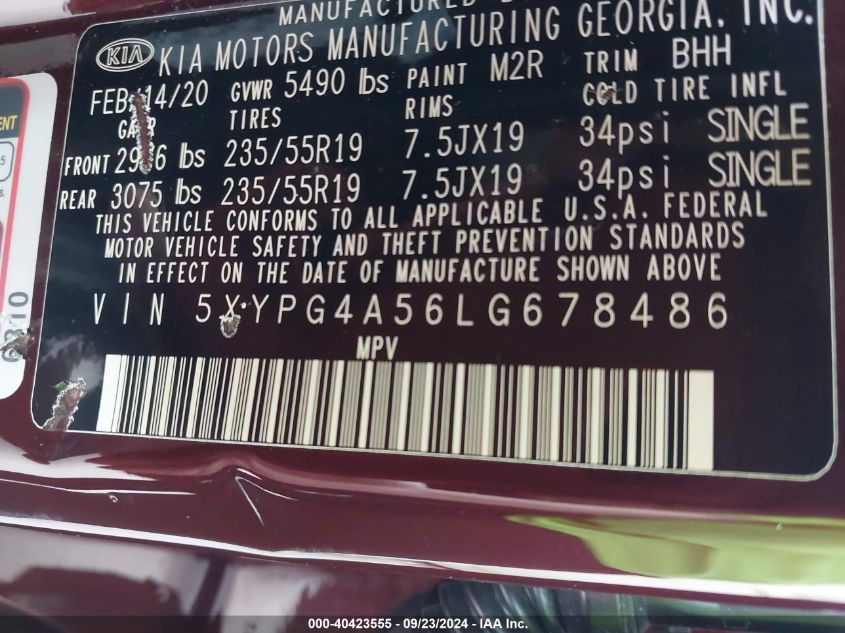 MANUFACTURED
KIA KIA MOTORS MANUFACTURING GEORGIA, INC.
FEB/14/20 GVWR 5490 lbs PAINT M2R TRIM BHH
GAWR TIRES RIMS COLD TIRE INFL
FRONT lbs 235/55R19 7.5JX19 34psi SINGLE
REAR 3075 lbs 235/55R19 7.5JX19 34psi SINGLE
THIS VEHICLE CONFORMS TO ALL APPLICABLE U.S.A. FEDERAL
MOTOR VEHICLE SAFETY AND THEFT PREVENTION STANDARDS
IN EFFECT ON THE DATE OF MANUFACTURE SHOWN ABOVE
VIN 5XYPG4A56LG678486
MPV
000-40423555 - 09/23/2024 - IAA Inc.